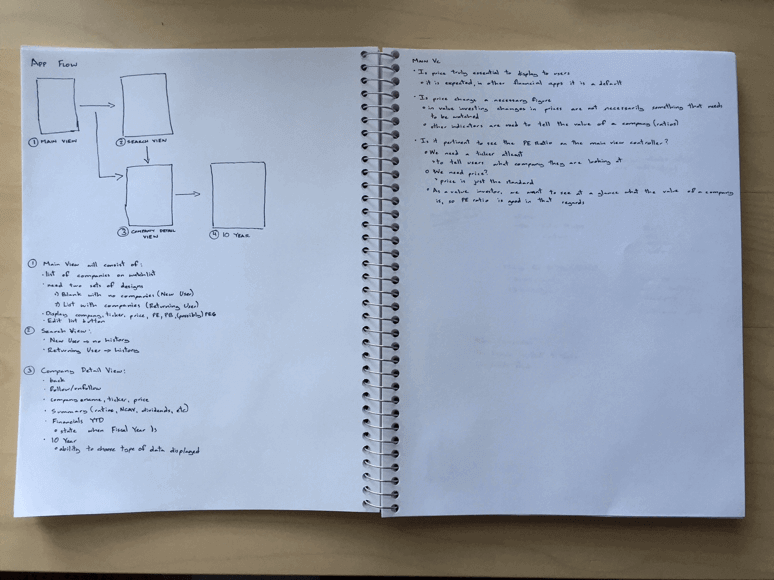 App Flow
① Main View
② Search View
③ Company Detail
View
④ 10 Year
① Main View will consist of:
· list of companies on watchlist
· need two sets of designs
1) Blank with no companies (New User)
2) List with companies (Returning User)
· Display company, ticker, price, PE, PB, (possibly) PEG
· Edit list button
② Search View:
· New User → no history
· Returning User → history
③ Company Detail View:
· back
· Follow/unfollow
· company name, ticker, price
· Summary (ratios, NCAV, dividends, etc)
· Financials YTD
o state when Fiscal Year is
· 10 Year
o ability to choose type of data displayed
Main VC
· Is price truly essential to display to users
o it is expected, in other financial apps it is a default
· Is price change a necessary figure
o in value investing changes in prices are not necessarily something that needs
to be watched
o other indicators are used to tell the value of a company (ratios)
· Is it pertinent to see the PE Ratio on the main view controller?
o We need a ticker atleast
→ to tell users what company they are looking at
o We need price?
→ price is just the standard
o As a value investor, we want to see at a glance what the value of a company
is, so PE ratio is good in that regards